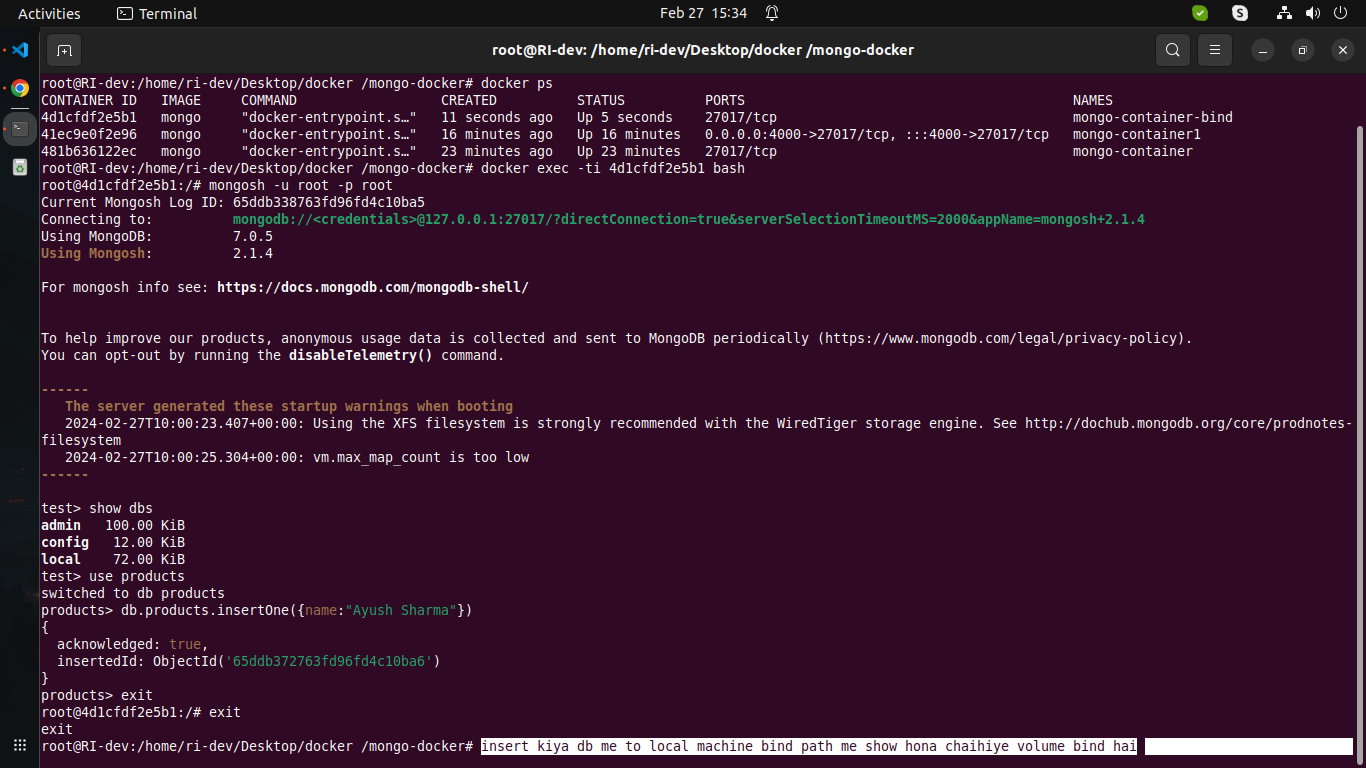 Activities Terminal Feb 27 15:34
root@RI-dev: /home/ri-dev/Desktop/docker /mongo-docker
root@RI-dev:/home/ri-dev/Desktop/docker /mongo-docker# docker ps
CONTAINER ID IMAGE COMMAND CREATED STATUS PORTS NAMES
4d1cfdf2e5b1 mongo "docker-entrypoint.s…" 11 seconds ago Up 5 seconds 27017/tcp mongo-container-bind
41ec9e0f2e96 mongo "docker-entrypoint.s…" 16 minutes ago Up 16 minutes 0.0.0.0:4000->27017/tcp, :::4000->27017/tcp mongo-container1
481b636122ec mongo "docker-entrypoint.s…" 23 minutes ago Up 23 minutes 27017/tcp mongo-container
root@RI-dev:/home/ri-dev/Desktop/docker /mongo-docker# docker exec -ti 4d1cfdf2e5b1 bash
root@4d1cfdf2e5b1:/# mongosh -u root -p root
Current Mongosh Log ID: 65ddb338763fd96fd4c10ba5
Connecting to: mongodb://<credentials>@127.0.0.1:27017/?directConnection=true&serverSelectionTimeoutMS=2000&appName=mongosh+2.1.4
Using MongoDB: 7.0.5
Using Mongosh: 2.1.4
For mongosh info see: https://docs.mongodb.com/mongodb-shell/
To help improve our products, anonymous usage data is collected and sent to MongoDB periodically (https://www.mongodb.com/legal/privacy-policy).
You can opt-out by running the disableTelemetry() command.
------
The server generated these startup warnings when booting
2024-02-27T10:00:23.407+00:00: Using the XFS filesystem is strongly recommended with the WiredTiger storage engine. See http://dochub.mongodb.org/core/prodnotes-
filesystem
2024-02-27T10:00:25.304+00:00: vm.max_map_count is too low
------
test> show dbs
admin 100.00 KiB
config 12.00 KiB
local 72.00 KiB
test> use products
switched to db products
products> db.products.insertOne({name:"Ayush Sharma"})
{
acknowledged: true,
insertedId: ObjectId('65ddb372763fd96fd4c10ba6')
}
products> exit
root@4d1cfdf2e5b1:/# exit
exit
root@RI-dev:/home/ri-dev/Desktop/docker /mongo-docker# insert kiya db me to local machine bind path me show hona chaihiye volume bind hai